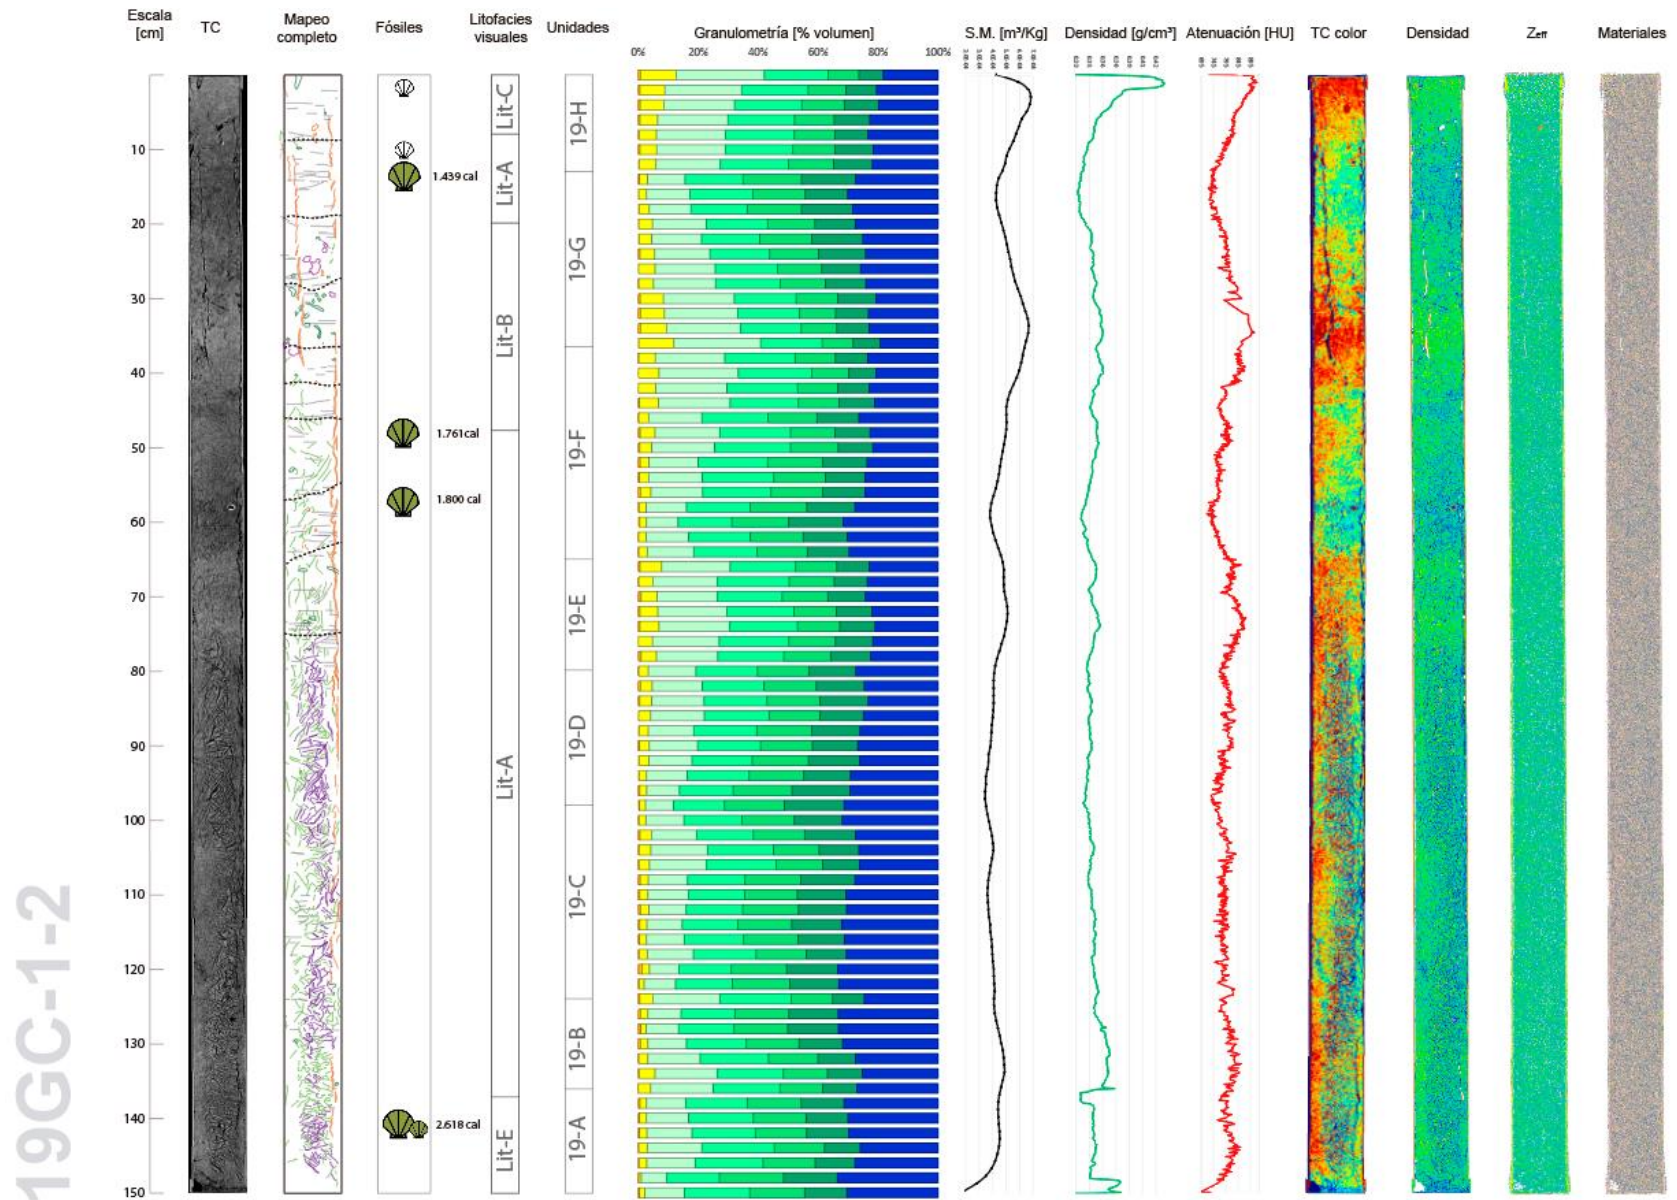 Escala
[cm]
TC
Mapeo
completo
Fósiles
Litofacies
visuales
Unidades
Granulometría [% volumen]
S.M. [m³/Kg]
Densidad [g/cm³]
Atenuación [HU]
TC color
Densidad
Zeff
Materiales
0%
20%
40%
60%
80%
100%
10
20
30
40
50
60
70
80
90
100
110
120
130
140
150
1.439 cal
1.761cal
1.800 cal
2.618 cal
Lit-C
Lit-A
Lit-B
Lit-A
Lit-E
19-H
19-G
19-F
19-E
19-D
19-C
19-B
19-A
19GC-1-2